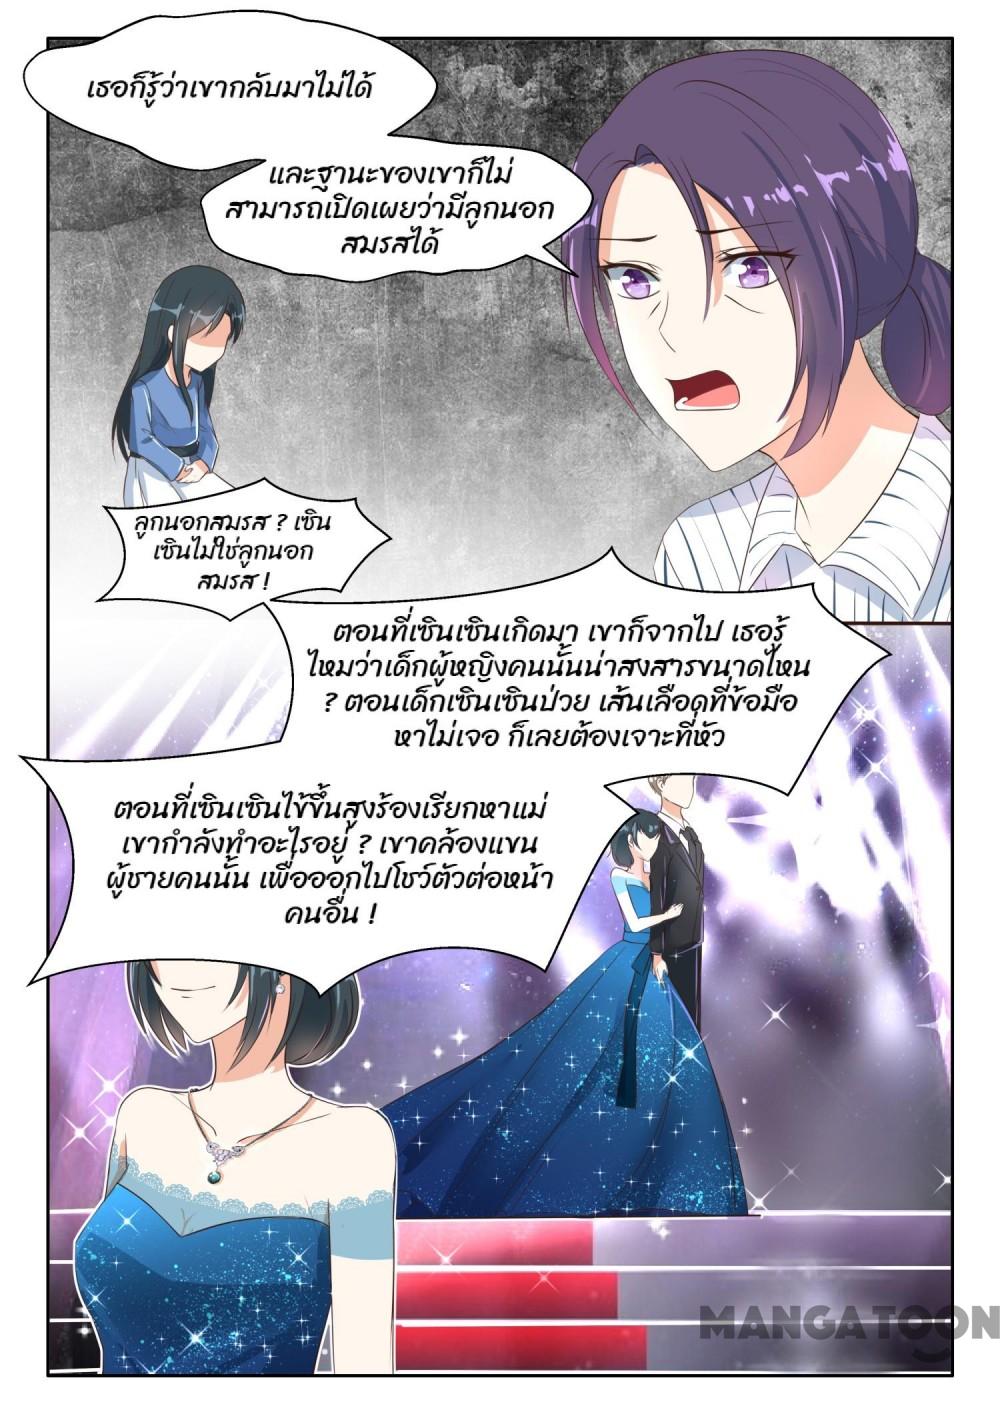 เธอก็รู้ว่าเขากลับมาไม่ได้
และฐานะของเขาก็ไม่
สามารถเปิดเผยว่ามีลูกนอก
สมรสได้
ลูกนอกสมรส ? เซิน
เซินไม่ใช่ลูกนอก
สมรส !
ตอนที่เซินเซินเกิดมา เขาก็จากไป เธอรู้
ไหมว่าเด็กผู้หญิงคนนั้นน่าสงสารขนาดไหน
? ตอนเด็กเซินเซินป่วย เส้นเลือดที่ข้อมือ
หาไม่เจอ ก็เลยต้องเจาะที่หัว
ตอนที่เซินเซินไข้ขึ้นสูงร้องเรียกหาแม่
เขากำลังทำอะไรอยู่ ? เขาคล้องแขน
ผู้ชายคนนั้น เพื่อออกไปโชว์ตัวต่อหน้า
คนอื่น !
MANGATOON